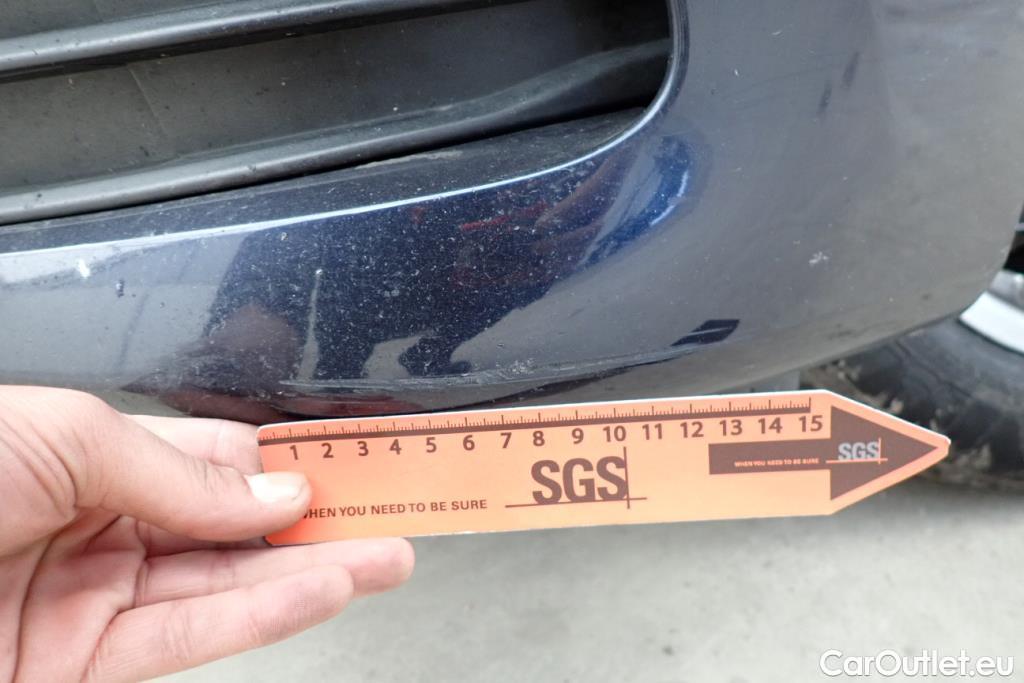 1 2 3 4 5 6 7 8 9 10 11 12 13 14 15
WHEN YOU NEED TO BE SURE
SGS
WHEN YOU NEED TO BE SURE
SGS
CarOutlet.eu